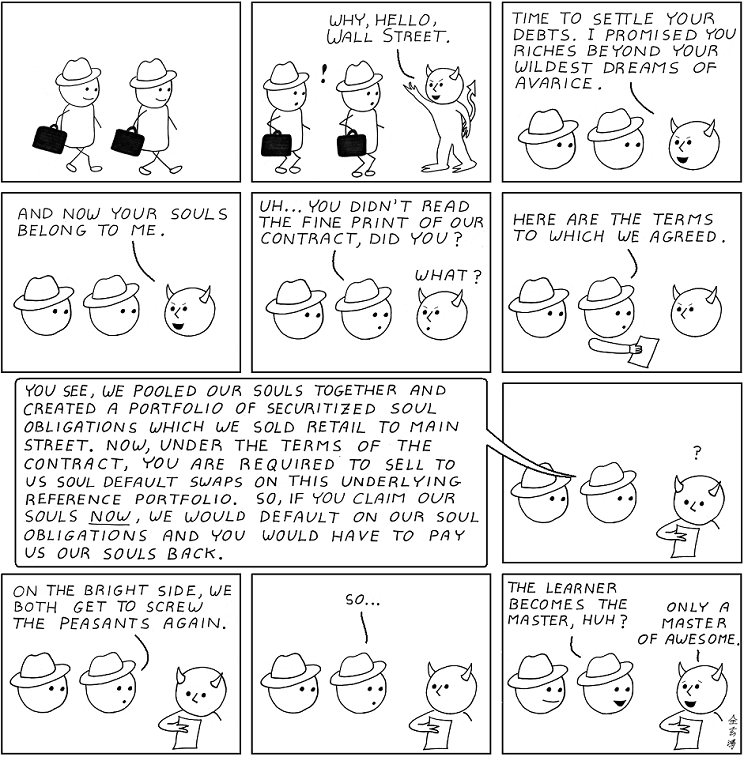 !
WHY, HELLO,
WALL STREET.
TIME TO SETTLE YOUR
DEBTS. I PROMISED YOU
RICHES BEYOND YOUR
WILDEST DREAMS OF
AVARICE.
AND NOW YOUR SOULS
BELONG TO ME.
UH... YOU DIDN'T READ
THE FINE PRINT OF OUR
CONTRACT, DID YOU?
WHAT?
HERE ARE THE TERMS
TO WHICH WE AGREED.
YOU SEE, WE POOLED OUR SOULS TOGETHER AND
CREATED A PORTFOLIO OF SECURITIZED SOUL
OBLIGATIONS WHICH WE SOLD RETAIL TO MAIN
STREET. NOW, UNDER THE TERMS OF THE
CONTRACT, YOU ARE REQUIRED TO SELL TO
US SOUL DEFAULT SWAPS ON THIS UNDERLYING
REFERENCE PORTFOLIO. SO, IF YOU CLAIM OUR
SOULS NOW, WE WOULD DEFAULT ON OUR SOUL
OBLIGATIONS AND YOU WOULD HAVE TO PAY
US OUR SOULS BACK.
?
ON THE BRIGHT SIDE, WE
BOTH GET TO SCREW
THE PEASANTS AGAIN.
SO...
THE LEARNER
BECOMES THE
MASTER, HUH?
ONLY A
MASTER
OF AWESOME.